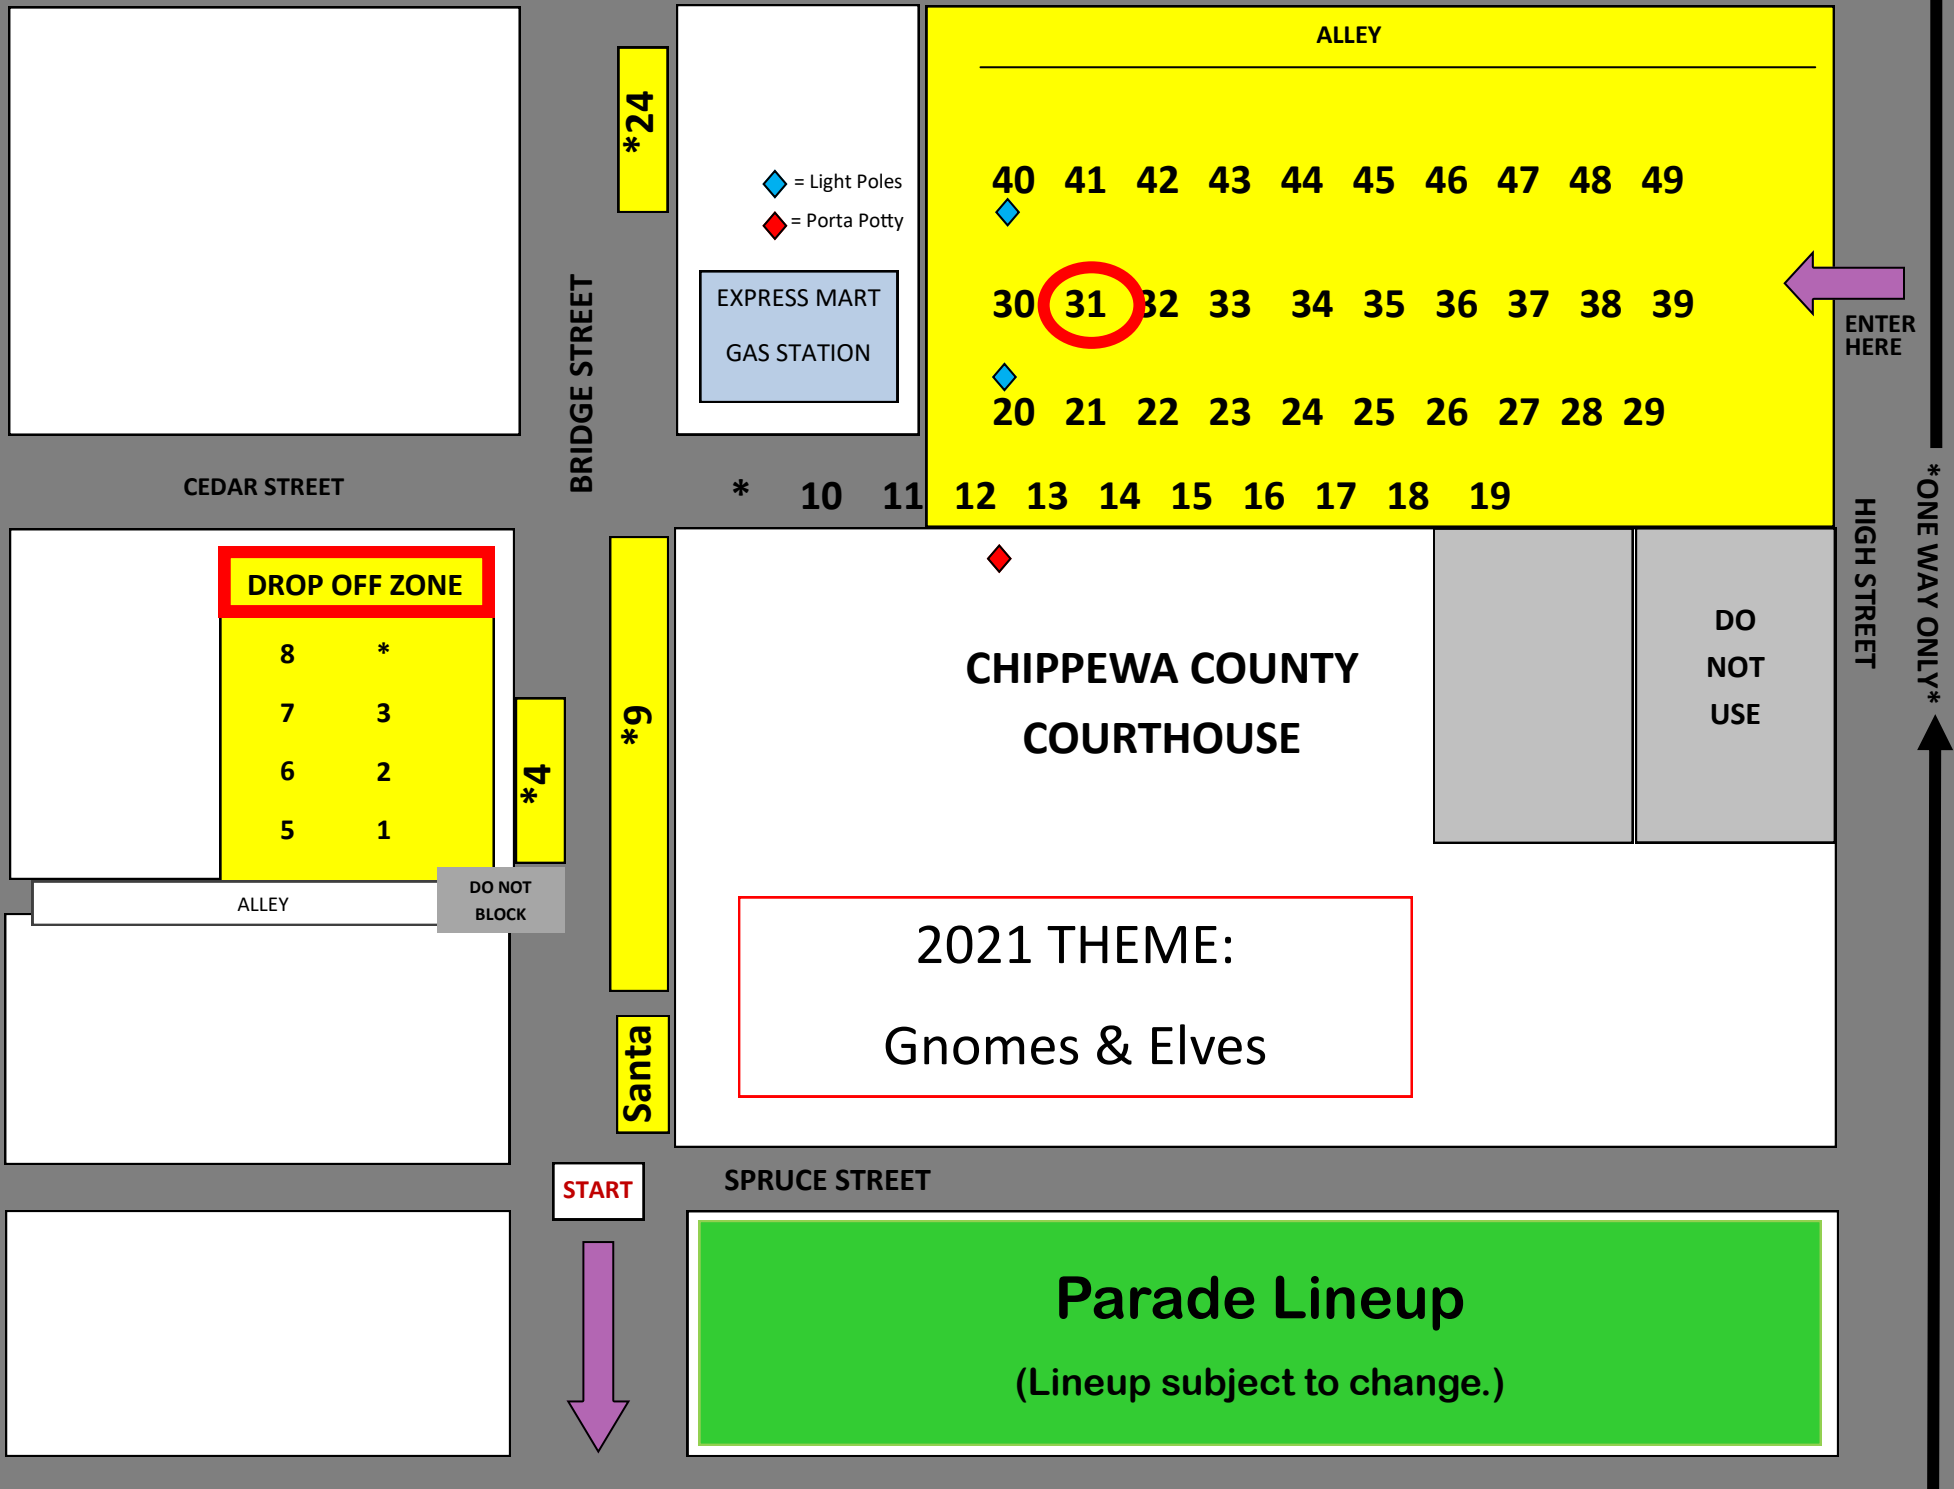 ALLEY
*24
= Light Poles
= Porta Potty
40 41 42 43 44 45 46 47 48 49
EXPRESS MART
GAS STATION
30 31 32 33 34 35 36 37 38 39
ENTER
HERE
BRIDGE STREET
20 21 22 23 24 25 26 27 28 29
CEDAR STREET
* 10 11 12 13 14 15 16 17 18 19
HIGH STREET
*ONE WAY ONLY*
DROP OFF ZONE
8 *
7 3
6 2
5 1
*4
*9
CHIPPEWA COUNTY
COURTHOUSE
DO
NOT
USE
ALLEY
DO NOT
BLOCK
2021 THEME:
Gnomes & Elves
Santa
START
SPRUCE STREET
Parade Lineup
(Lineup subject to change.)